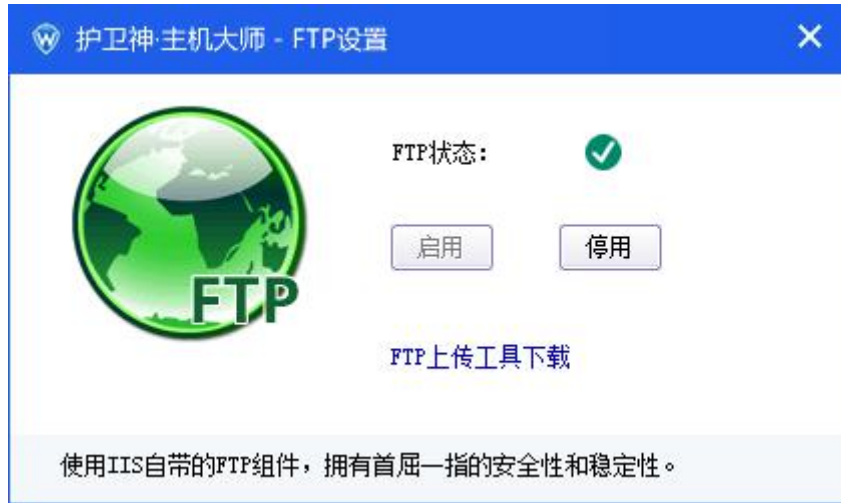 护卫神·主机大师 - FTP设置
FTP状态：
启用
停用
FTP
FTP上传工具下载
使用IIS自带的FTP组件，拥有首屈一指的安全性和稳定性。